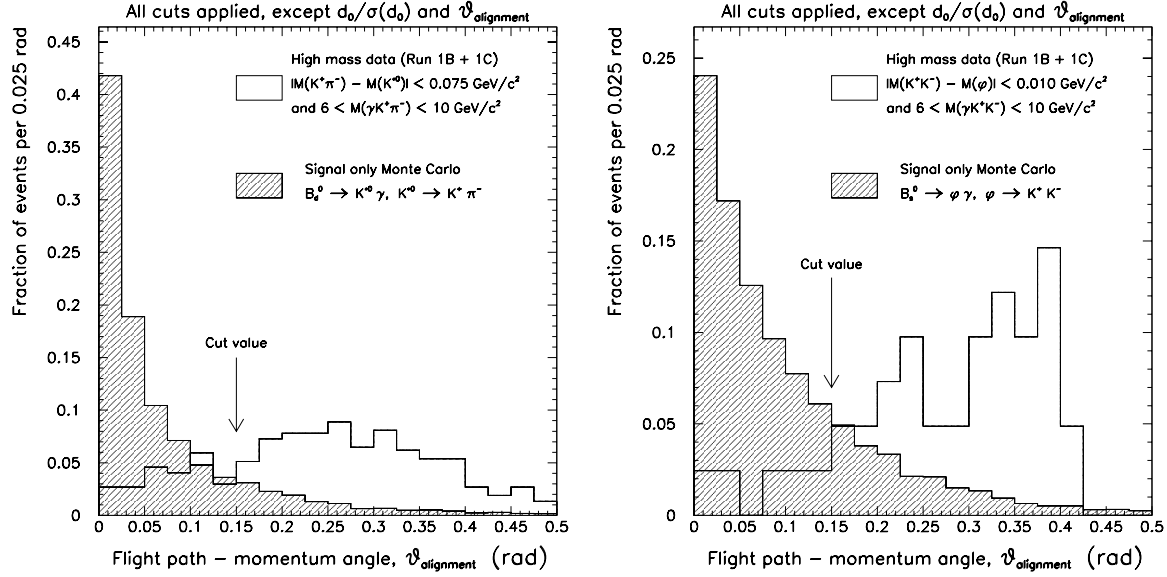 All cuts applied, except d₀/σ(d₀) and ϑalignment
Fraction of events per 0.025 rad
0.45
0.4
0.35
0.3
0.25
0.2
0.15
0.1
0.05
0
High mass data (Run 1B + 1C)
|M(K⁺π⁻) − M(K*⁰)| < 0.075 GeV/c²
and 6 < M(γK⁺π⁻) < 10 GeV/c²
Signal only Monte Carlo
B⁰d → K*⁰ γ, K*⁰ → K⁺ π⁻
Cut value
0 0.05 0.1 0.15 0.2 0.25 0.3 0.35 0.4 0.45 0.5
Flight path − momentum angle, ϑalignment (rad)
All cuts applied, except d₀/σ(d₀) and ϑalignment
Fraction of events per 0.025 rad
0.25
0.2
0.15
0.1
0.05
0
High mass data (Run 1B + 1C)
|M(K⁺K⁻) − M(φ)| < 0.010 GeV/c²
and 6 < M(γK⁺K⁻) < 10 GeV/c²
Signal only Monte Carlo
B⁰s → φ γ, φ → K⁺ K⁻
Cut value
0 0.05 0.1 0.15 0.2 0.25 0.3 0.35 0.4 0.45 0.5
Flight path − momentum angle, ϑalignment (rad)